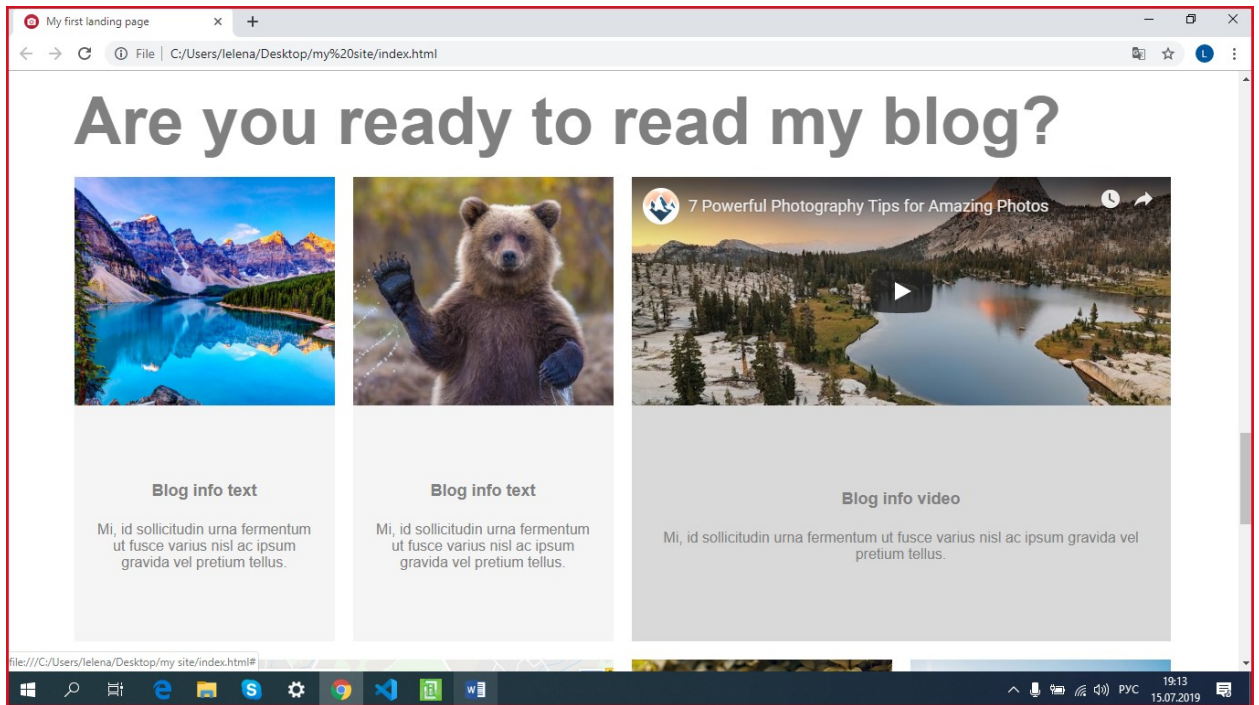 My first landing page
File | C:/Users/lelena/Desktop/my%20site/index.html
L
Are you ready to read my blog?
7 Powerful Photography Tips for Amazing Photos
Blog info text
Mi, id sollicitudin urna fermentum
ut fusce varius nisl ac ipsum
gravida vel pretium tellus.
Blog info text
Mi, id sollicitudin urna fermentum
ut fusce varius nisl ac ipsum
gravida vel pretium tellus.
Blog info video
Mi, id sollicitudin urna fermentum ut fusce varius nisl ac ipsum gravida vel
pretium tellus.
file:///C:/Users/lelena/Desktop/my site/index.html#
РУС
19:13
15.07.2019